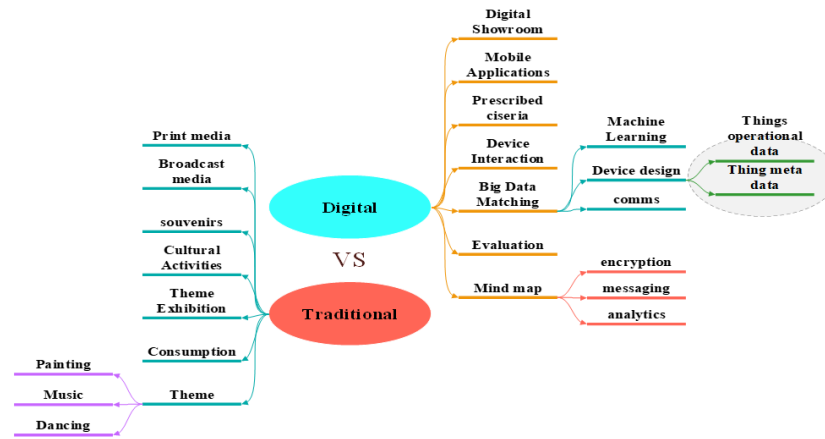 Digital
Showroom
Mobile
Applications
Prescribed
ciseria
Device
Interaction
Big Data
Matching
Evaluation
Mind map
Machine
Learning
Device design
comms
Things
operational
data
Thing meta
data
encryption
messaging
analytics
Digital
VS
Traditional
Print media
Broadcast
media
souvenirs
Cultural
Activities
Theme
Exhibition
Consumption
Theme
Painting
Music
Dancing